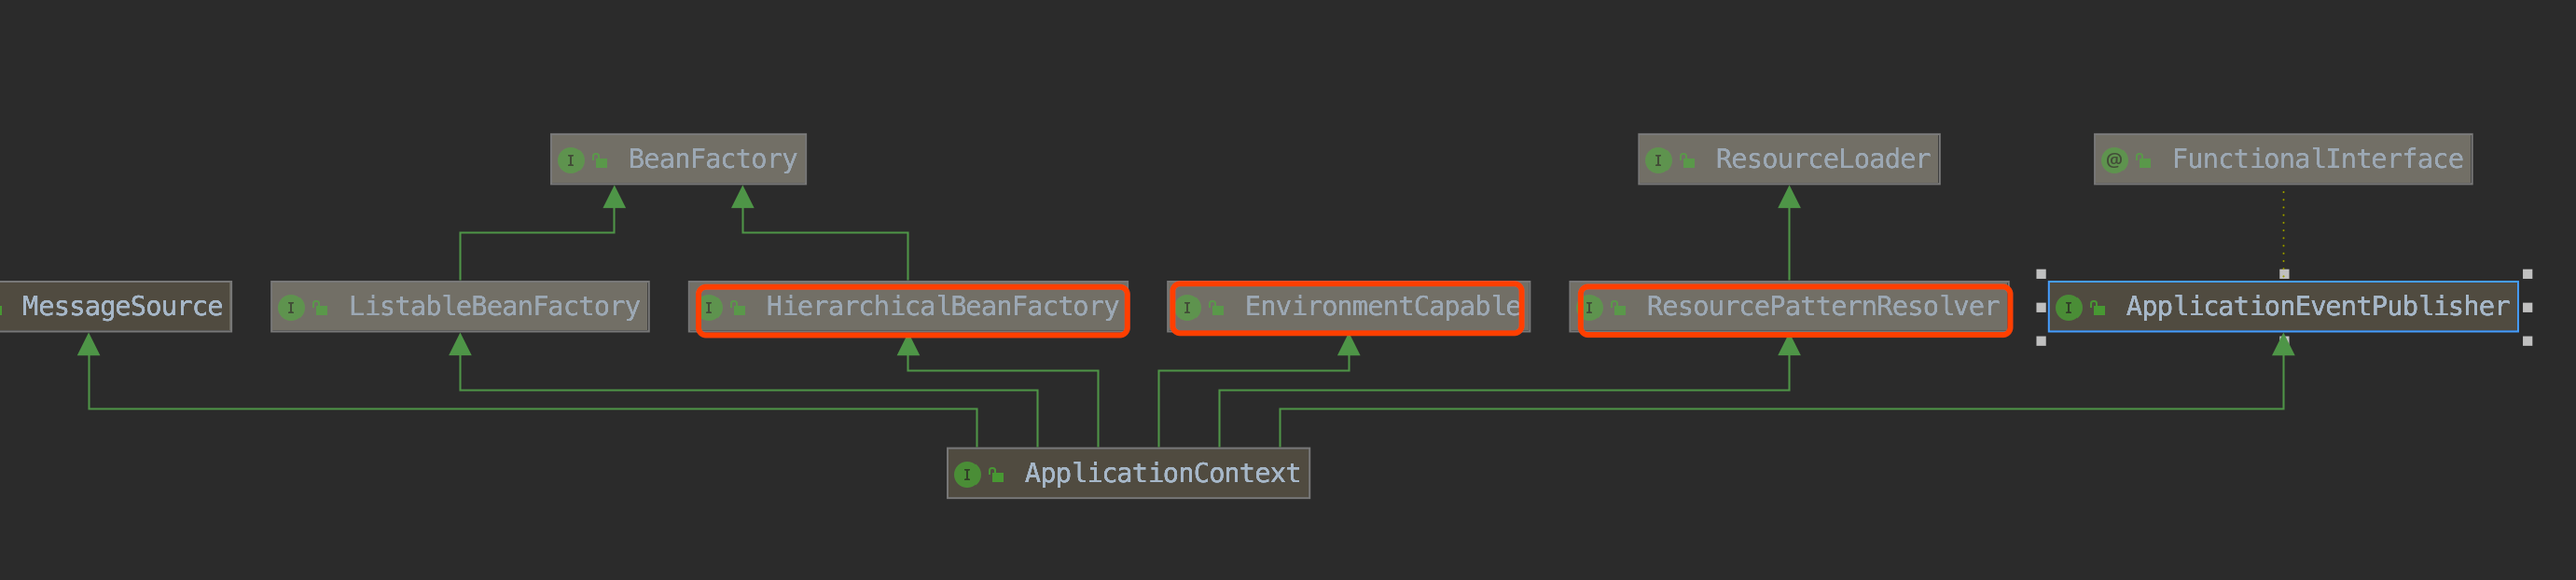 BeanFactory
ResourceLoader
@ FunctionalInterface
MessageSource
I ListableBeanFactory
I HierarchicalBeanFactory
I EnvironmentCapable
I ResourcePatternResolver
I ApplicationEventPublisher
I ApplicationContext